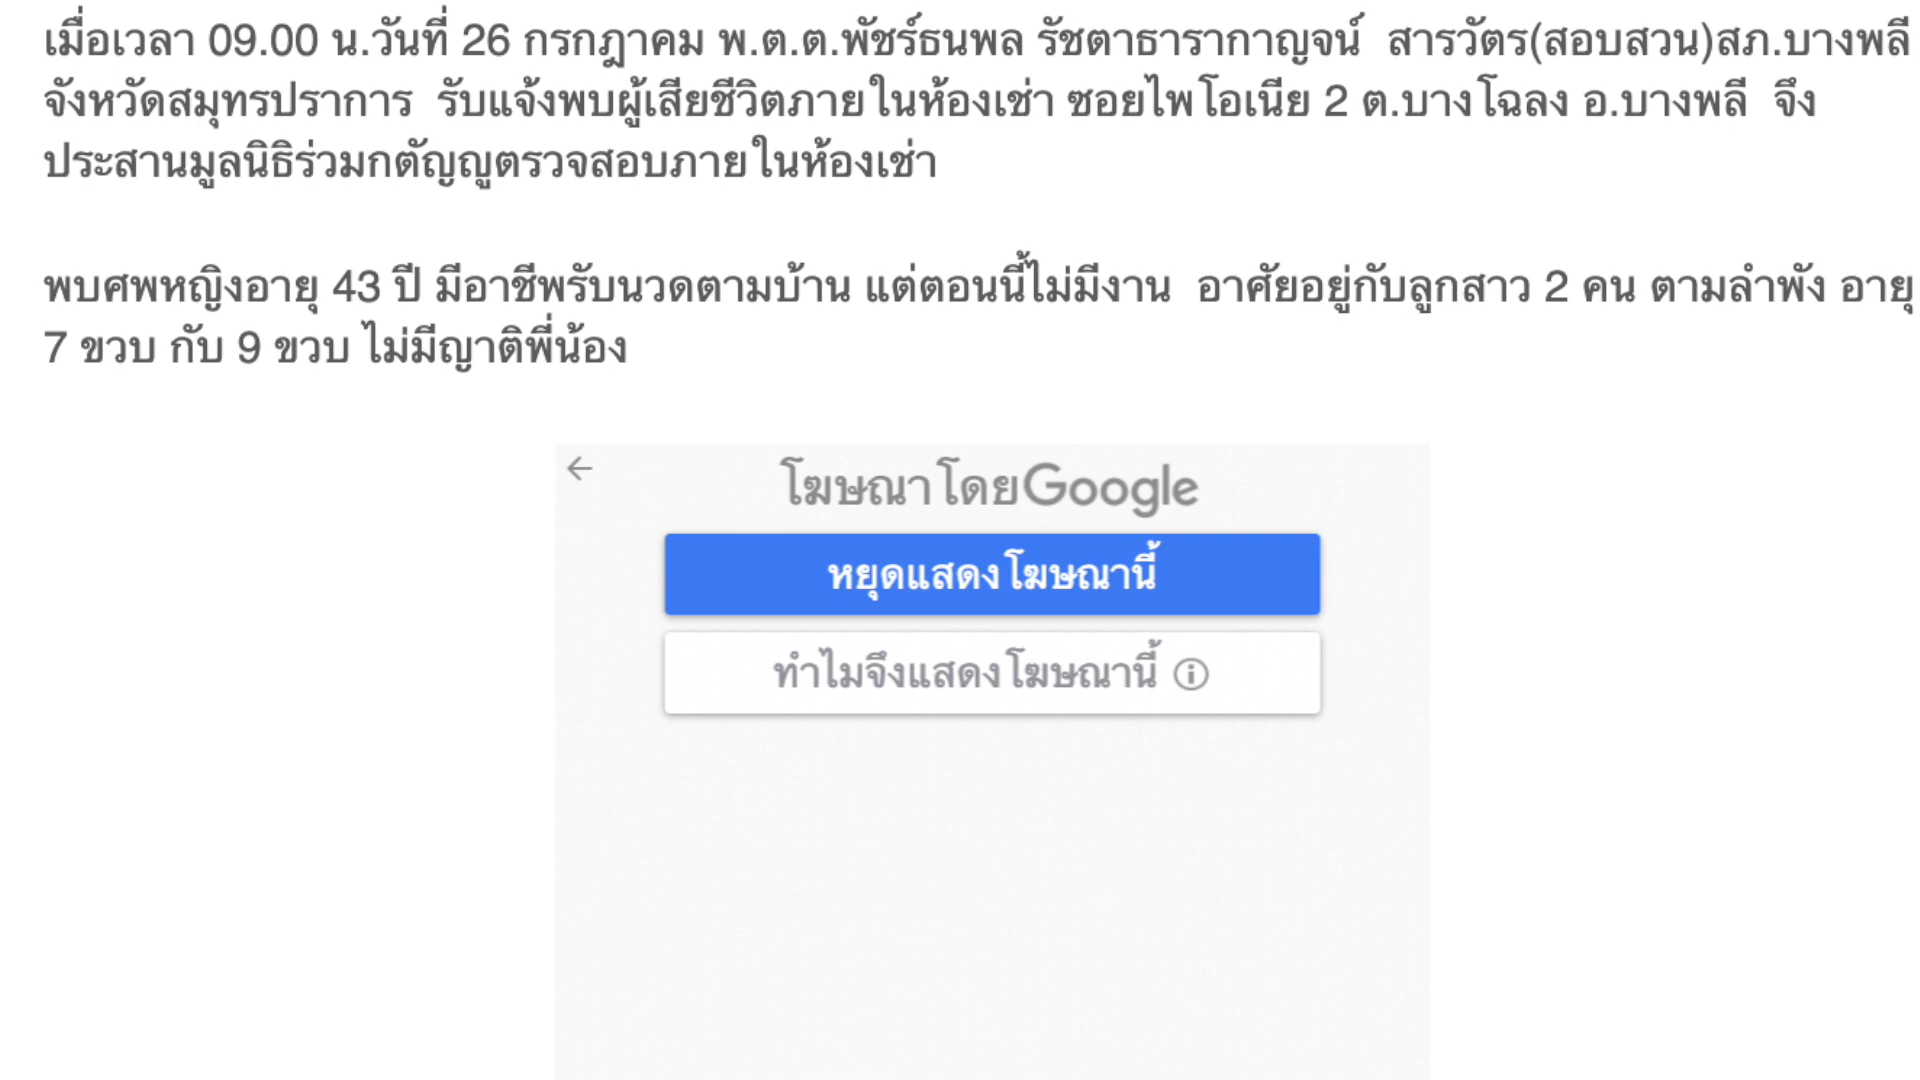 เมื่อเวลา 09.00 น.วันที่ 26 กรกฎาคม พ.ต.ต.พัชร์ธนพล รัชตาธารากาญจน์  สารวัตร(สอบสวน)สภ.บางพลี
จังหวัดสมุทรปราการ  รับแจ้งพบผู้เสียชีวิตภายในห้องเช่า ซอยไพโอเนีย 2 ต.บางโฉลง อ.บางพลี  จึง
ประสานมูลนิธิร่วมกตัญญูตรวจสอบภายในห้องเช่า
พบศพหญิงอายุ 43 ปี มีอาชีพรับนวดตามบ้าน แต่ตอนนี้ไม่มีงาน  อาศัยอยู่กับลูกสาว 2 คน ตามลำพัง อายุ
7 ขวบ กับ 9 ขวบ ไม่มีญาติพี่น้อง
โฆษณาโดยGoogle
หยุดแสดงโฆษณานี้
ทำไมจึงแสดงโฆษณานี้